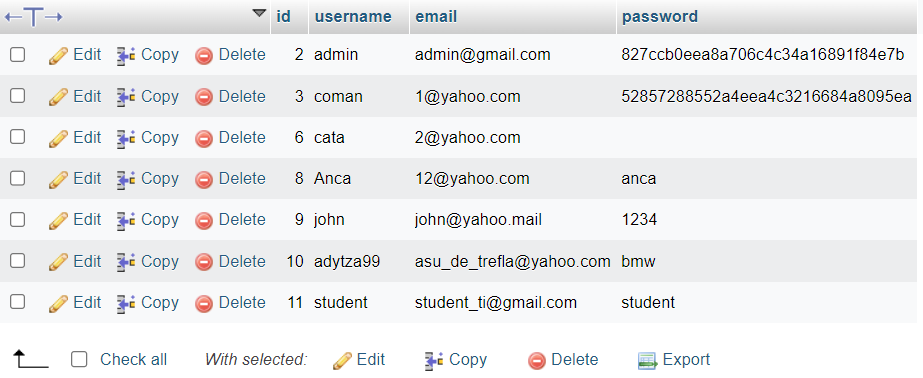 id username email password
Edit Copy Delete 2 admin admin@gmail.com 827ccb0eea8a706c4c34a16891f84e7b
Edit Copy Delete 3 coman 1@yahoo.com 52857288552a4eea4c3216684a8095ea
Edit Copy Delete 6 cata 2@yahoo.com
Edit Copy Delete 8 Anca 12@yahoo.com anca
Edit Copy Delete 9 john john@yahoo.mail 1234
Edit Copy Delete 10 adytza99 asu_de_trefla@yahoo.com bmw
Edit Copy Delete 11 student student_ti@gmail.com student
Check all With selected: Edit Copy Delete Export